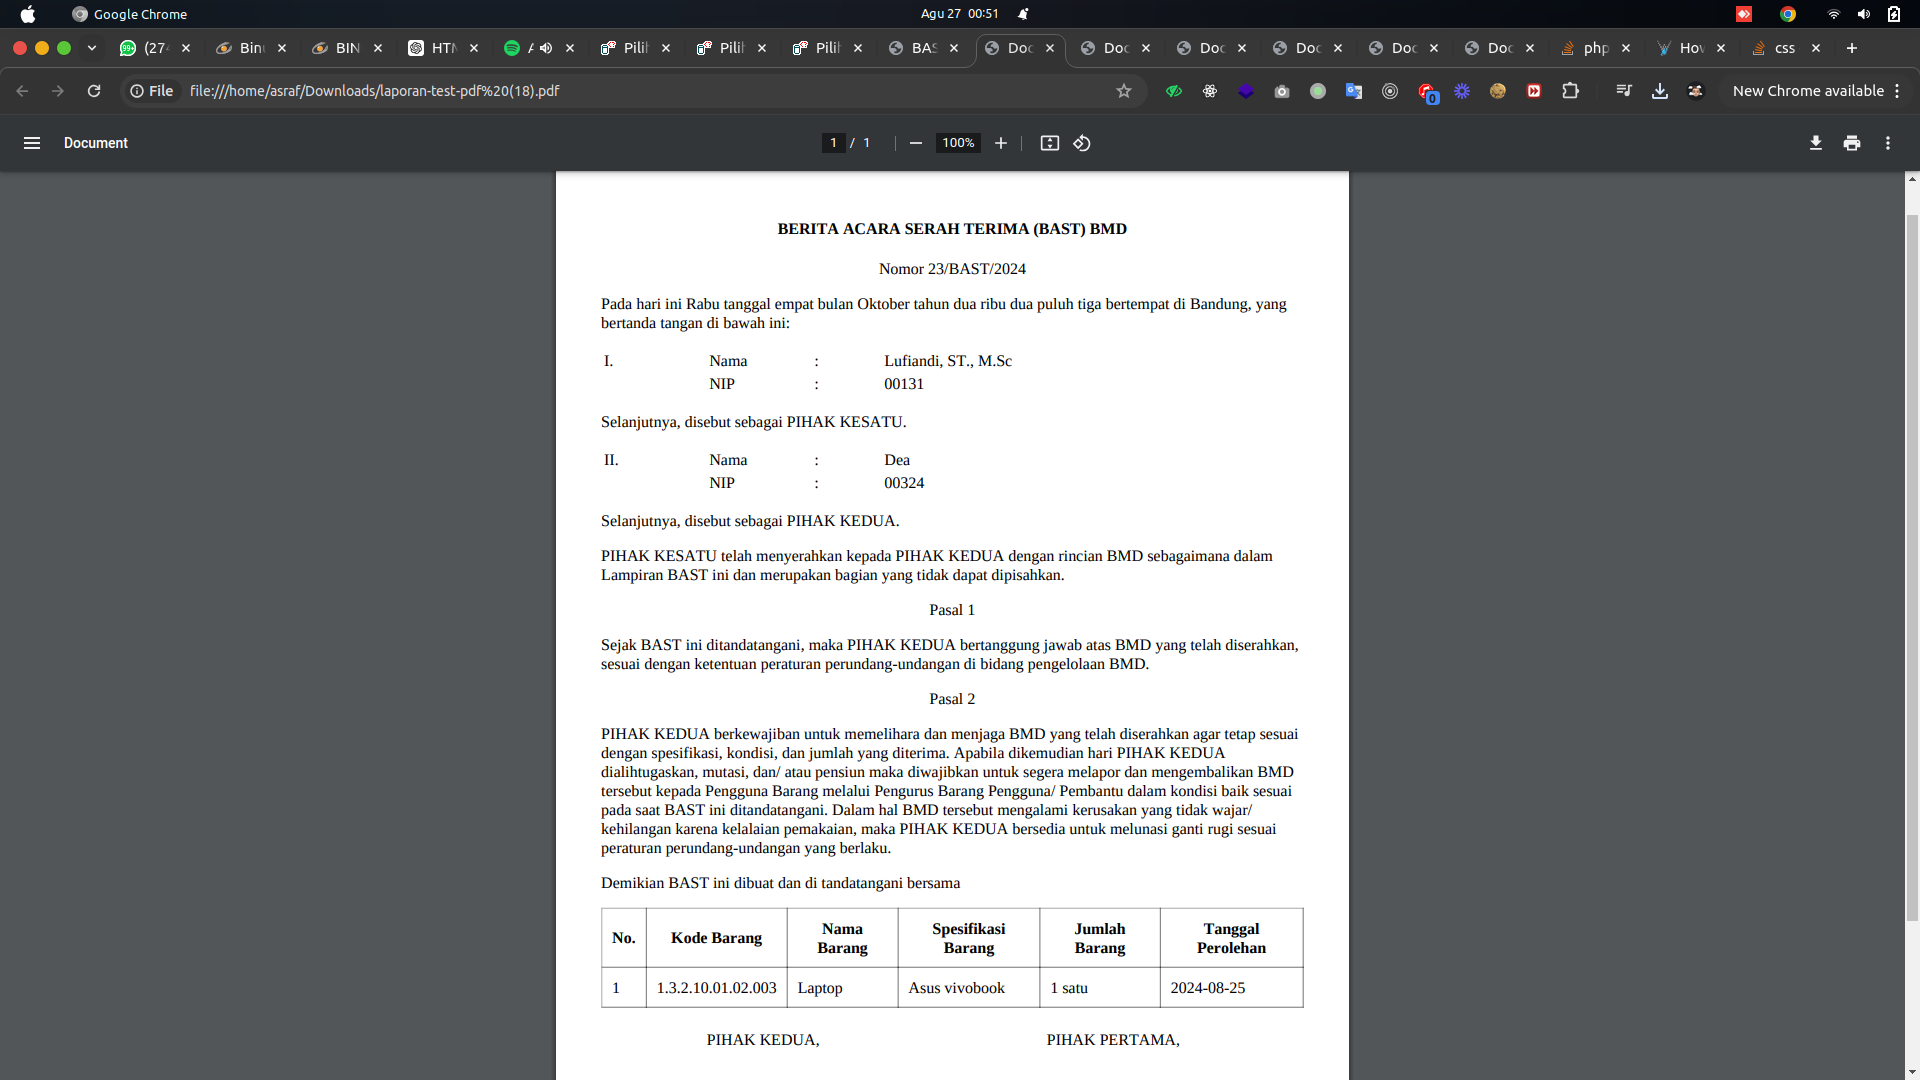 Google Chrome
Agu 27 00:51
(27
Bin
BIN
HTM
Pilih
Pilih
Pilih
BAS
Doc
Doc
Doc
Doc
Doc
Doc
php
How
css
File
file:///home/asraf/Downloads/laporan-test-pdf%20(18).pdf
New Chrome available
Document
1 / 1
100%
BERITA ACARA SERAH TERIMA (BAST) BMD
Nomor 23/BAST/2024
Pada hari ini Rabu tanggal empat bulan Oktober tahun dua ribu dua puluh tiga bertempat di Bandung, yang
bertanda tangan di bawah ini:
I. Nama : Lufiandi, ST., M.Sc
NIP : 00131
Selanjutnya, disebut sebagai PIHAK KESATU.
II. Nama : Dea
NIP : 00324
Selanjutnya, disebut sebagai PIHAK KEDUA.
PIHAK KESATU telah menyerahkan kepada PIHAK KEDUA dengan rincian BMD sebagaimana dalam
Lampiran BAST ini dan merupakan bagian yang tidak dapat dipisahkan.
Pasal 1
Sejak BAST ini ditandatangani, maka PIHAK KEDUA bertanggung jawab atas BMD yang telah diserahkan,
sesuai dengan ketentuan peraturan perundang-undangan di bidang pengelolaan BMD.
Pasal 2
PIHAK KEDUA berkewajiban untuk memelihara dan menjaga BMD yang telah diserahkan agar tetap sesuai
dengan spesifikasi, kondisi, dan jumlah yang diterima. Apabila dikemudian hari PIHAK KEDUA
dialihtugaskan, mutasi, dan/ atau pensiun maka diwajibkan untuk segera melapor dan mengembalikan BMD
tersebut kepada Pengguna Barang melalui Pengurus Barang Pengguna/ Pembantu dalam kondisi baik sesuai
pada saat BAST ini ditandatangani. Dalam hal BMD tersebut mengalami kerusakan yang tidak wajar/
kehilangan karena kelalaian pemakaian, maka PIHAK KEDUA bersedia untuk melunasi ganti rugi sesuai
peraturan perundang-undangan yang berlaku.
Demikian BAST ini dibuat dan di tandatangani bersama
No. Kode Barang Nama Barang Spesifikasi Barang Jumlah Barang Tanggal Perolehan
1 1.3.2.10.01.02.003 Laptop Asus vivobook 1 satu 2024-08-25
PIHAK KEDUA, PIHAK PERTAMA,